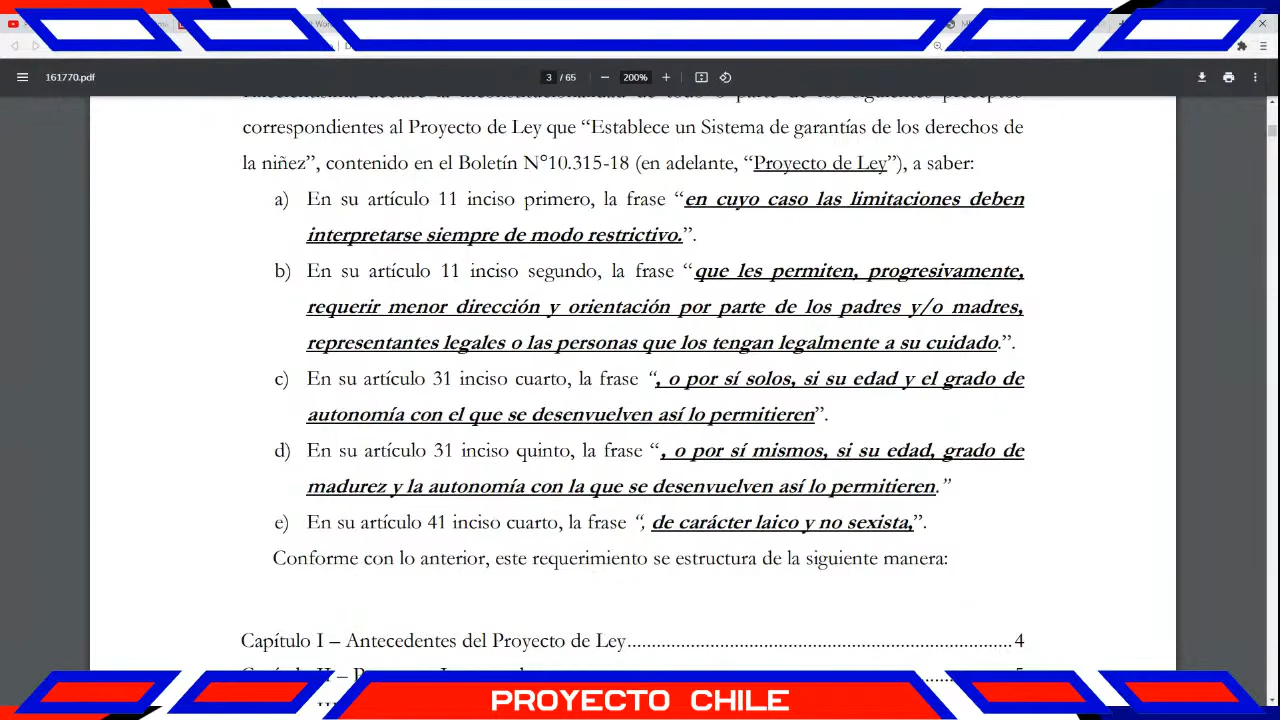 161770.pdf
3 / 65
200%
correspondientes al Proyecto de Ley que “Establece un Sistema de garantías de los derechos de
la niñez”, contenido en el Boletín N°10.315-18 (en adelante, “Proyecto de Ley”), a saber:
a) En su artículo 11 inciso primero, la frase “en cuyo caso las limitaciones deben
interpretarse siempre de modo restrictivo.”.
b) En su artículo 11 inciso segundo, la frase “que les permiten, progresivamente,
requerir menor dirección y orientación por parte de los padres y/o madres,
representantes legales o las personas que los tengan legalmente a su cuidado.”.
c) En su artículo 31 inciso cuarto, la frase “, o por sí solos, si su edad y el grado de
autonomía con el que se desenvuelven así lo permitieren”.
d) En su artículo 31 inciso quinto, la frase “, o por sí mismos, si su edad, grado de
madurez y la autonomía con la que se desenvuelven así lo permitieren.”
e) En su artículo 41 inciso cuarto, la frase “, de carácter laico y no sexista,”.
Conforme con lo anterior, este requerimiento se estructura de la siguiente manera:
Capítulo I – Antecedentes del Proyecto de Ley 4
PROYECTO CHILE